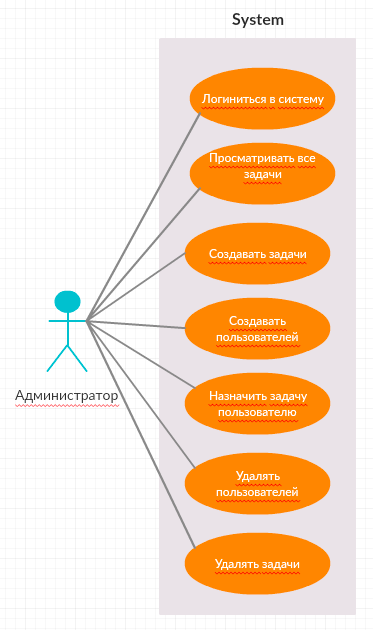 System
Логиниться в систему
Просматривать все
задачи
Создавать задачи
Создавать
пользователей
Администратор
Назначить задачу
пользователю
Удалять
пользователей
Удалять задачи